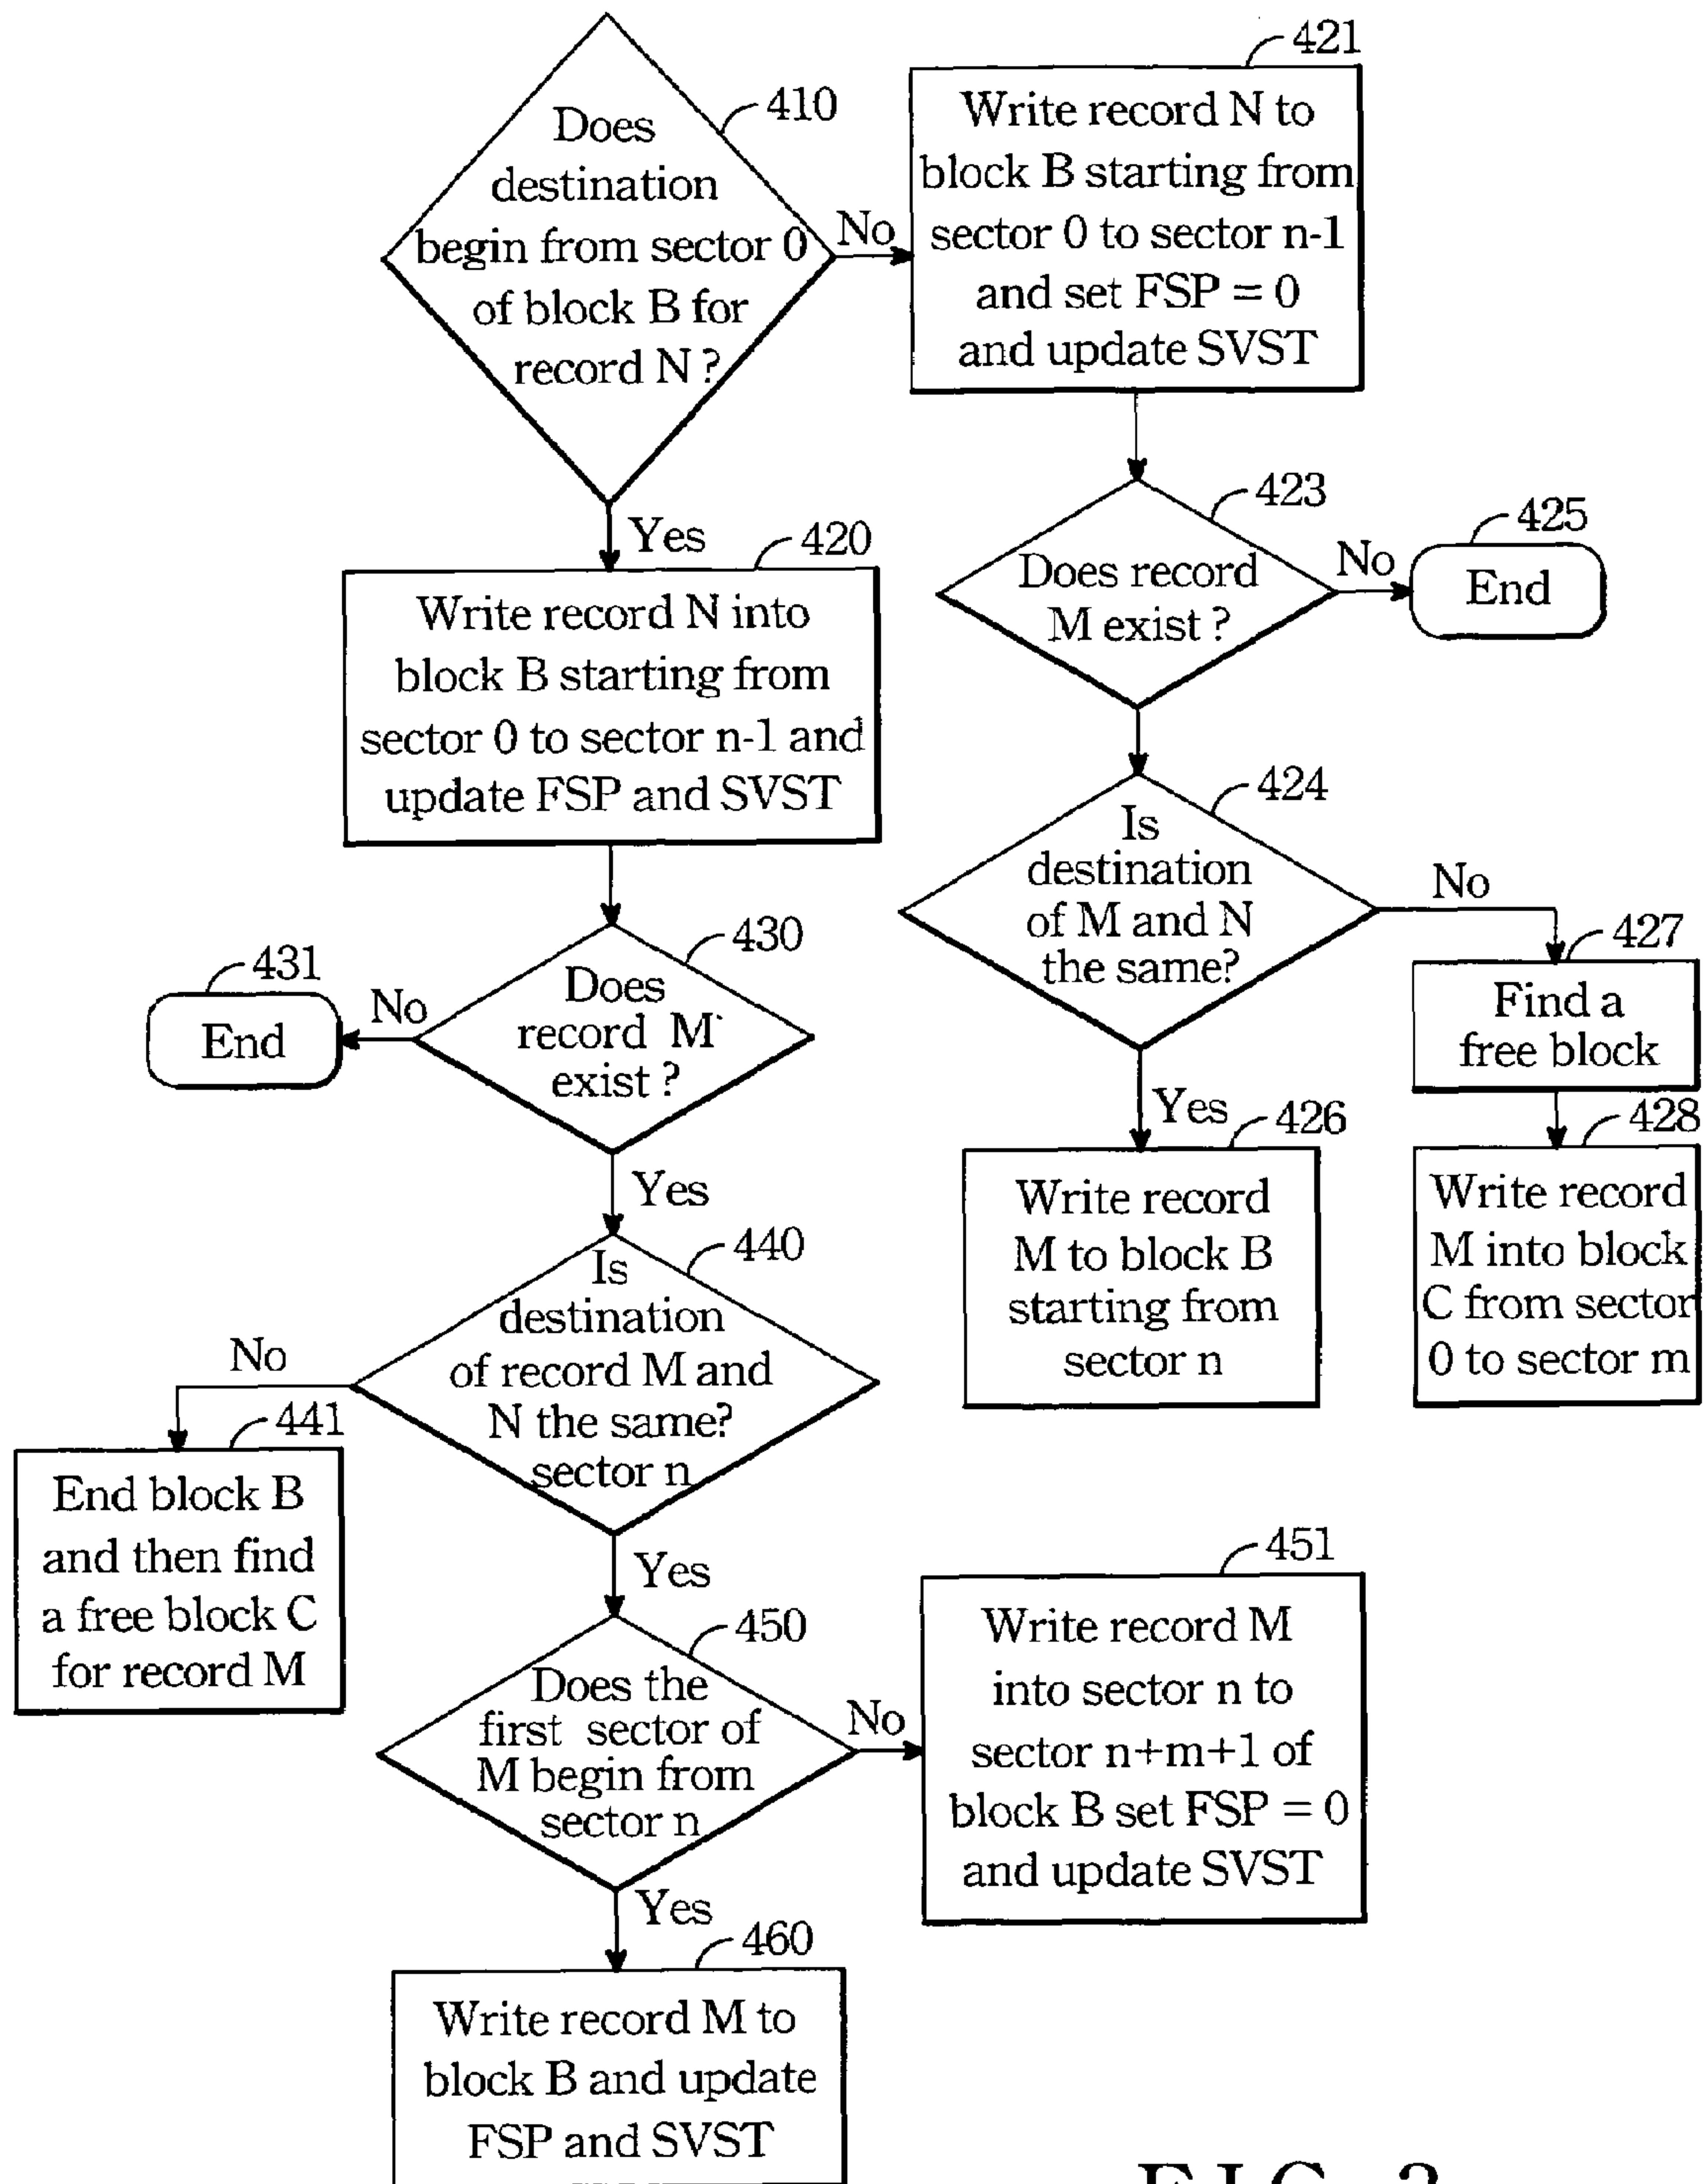 410
Does
destination
begin from sector 0
of block B for
record N ?
No
421
Write record N to
block B starting from
sector 0 to sector n-1
and set FSP = 0
and update SVST
Yes
420
Write record N into
block B starting from
sector 0 to sector n-1 and
update FSP and SVST
423
Does record
M exist ?
No
425
End
424
Is
destination
of M and N
the same?
No
427
Find a
free block
Yes
426
Write record
M to block B
starting from
sector n
428
Write record
M into block
C from sector
0 to sector m
430
Does
record M
exist ?
No
431
End
Yes
440
Is
destination
of record M and
N the same?
sector n
No
441
End block B
and then find
a free block C
for record M
Yes
450
Does the
first sector of
M begin from
sector n
No
451
Write record M
into sector n to
sector n+m+1 of
block B set FSP = 0
and update SVST
Yes
460
Write record M to
block B and update
FSP and SVST